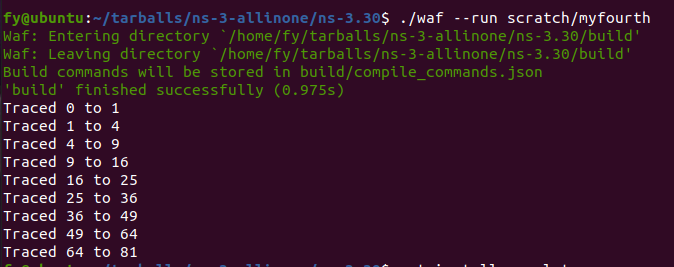 fy@ubuntu:~/tarballs/ns-3-allinone/ns-3.30$ ./waf --run scratch/myfourth
Waf: Entering directory `/home/fy/tarballs/ns-3-allinone/ns-3.30/build'
Waf: Leaving directory `/home/fy/tarballs/ns-3-allinone/ns-3.30/build'
Build commands will be stored in build/compile_commands.json
'build' finished successfully (0.975s)
Traced 0 to 1
Traced 1 to 4
Traced 4 to 9
Traced 9 to 16
Traced 16 to 25
Traced 25 to 36
Traced 36 to 49
Traced 49 to 64
Traced 64 to 81